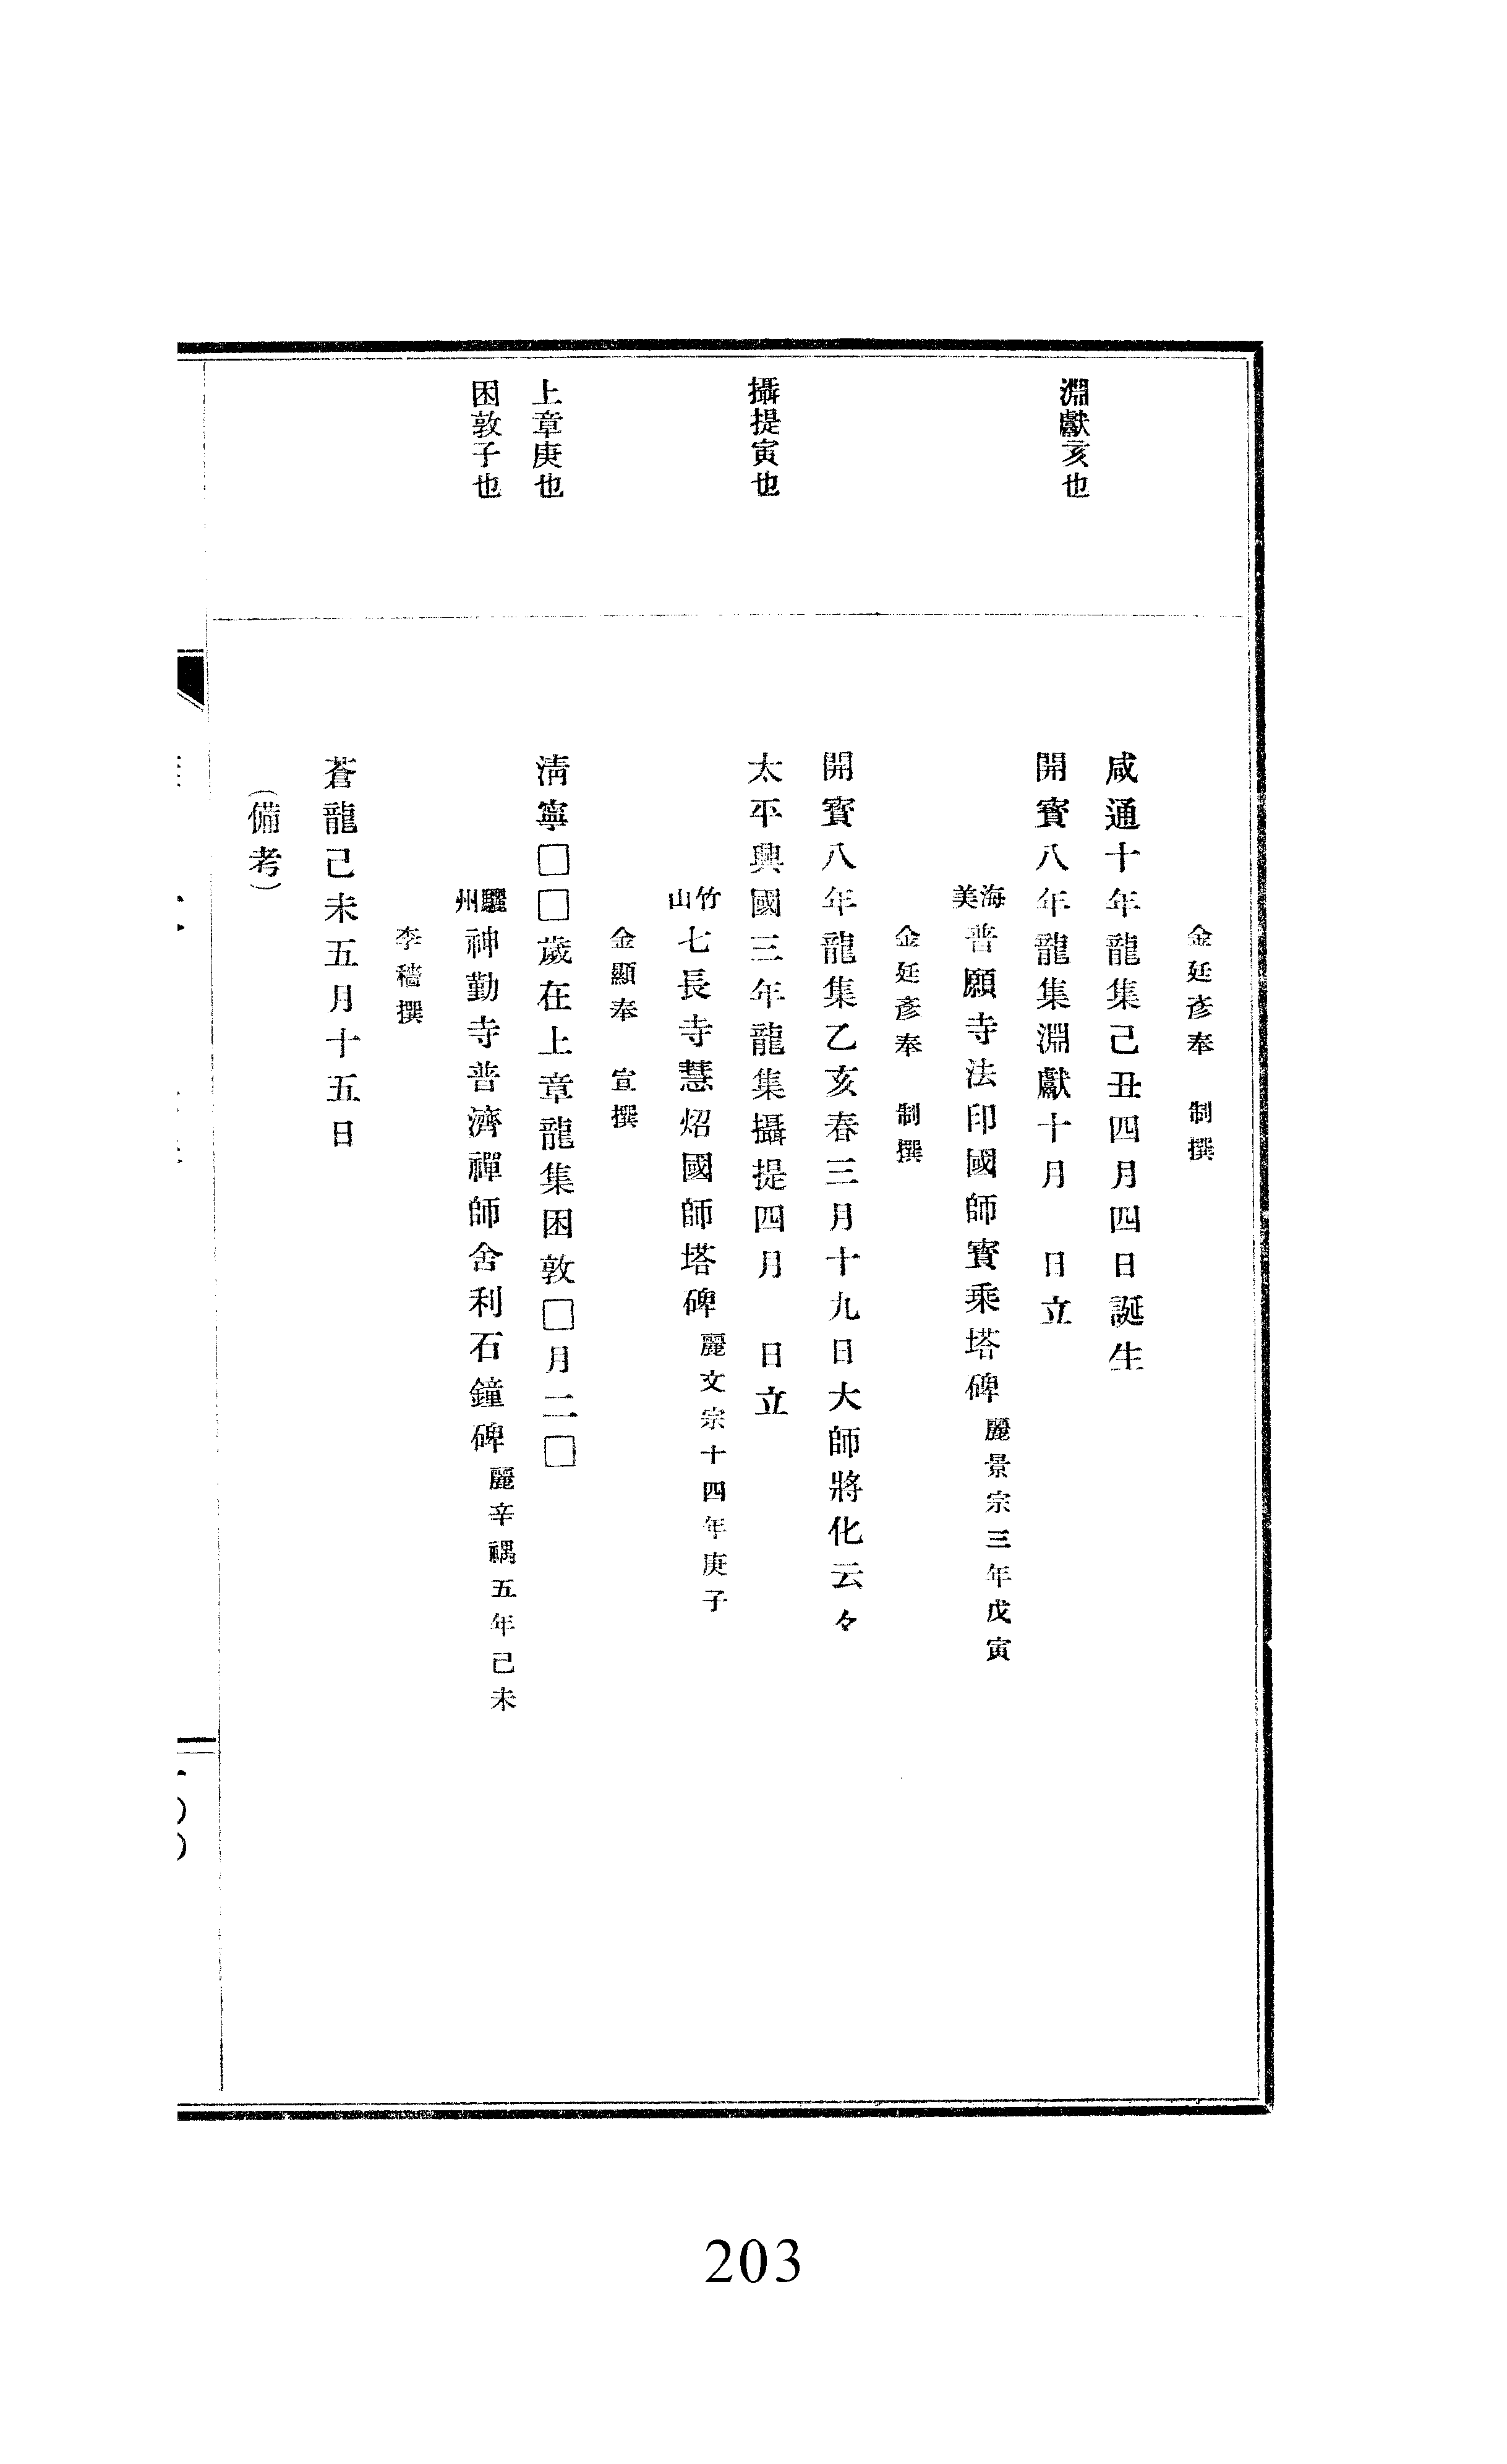 淵獻亥也
攝提寅也
上章庚也
困敦子也
金廷彥奉　制撰
咸通十年龍集己丑四月四日誕生
開寶八年龍集淵獻十月　日立
海美普願寺法印國師寶乘塔碑麗景宗三年戊寅
金廷彥奉　制撰
開寶八年龍集乙亥春三月十九日大師將化云々
太平興國三年龍集攝提四月　日立
竹山七長寺慧炤國師塔碑麗文宗十四年庚子
金顯奉　宣撰
淸寧□□歲在上章龍集困敦□月二□
驪州神勤寺普濟禪師舍利石鐘碑麗辛禑五年己未
李穡撰
蒼龍己未五月十五日
(備考)
203